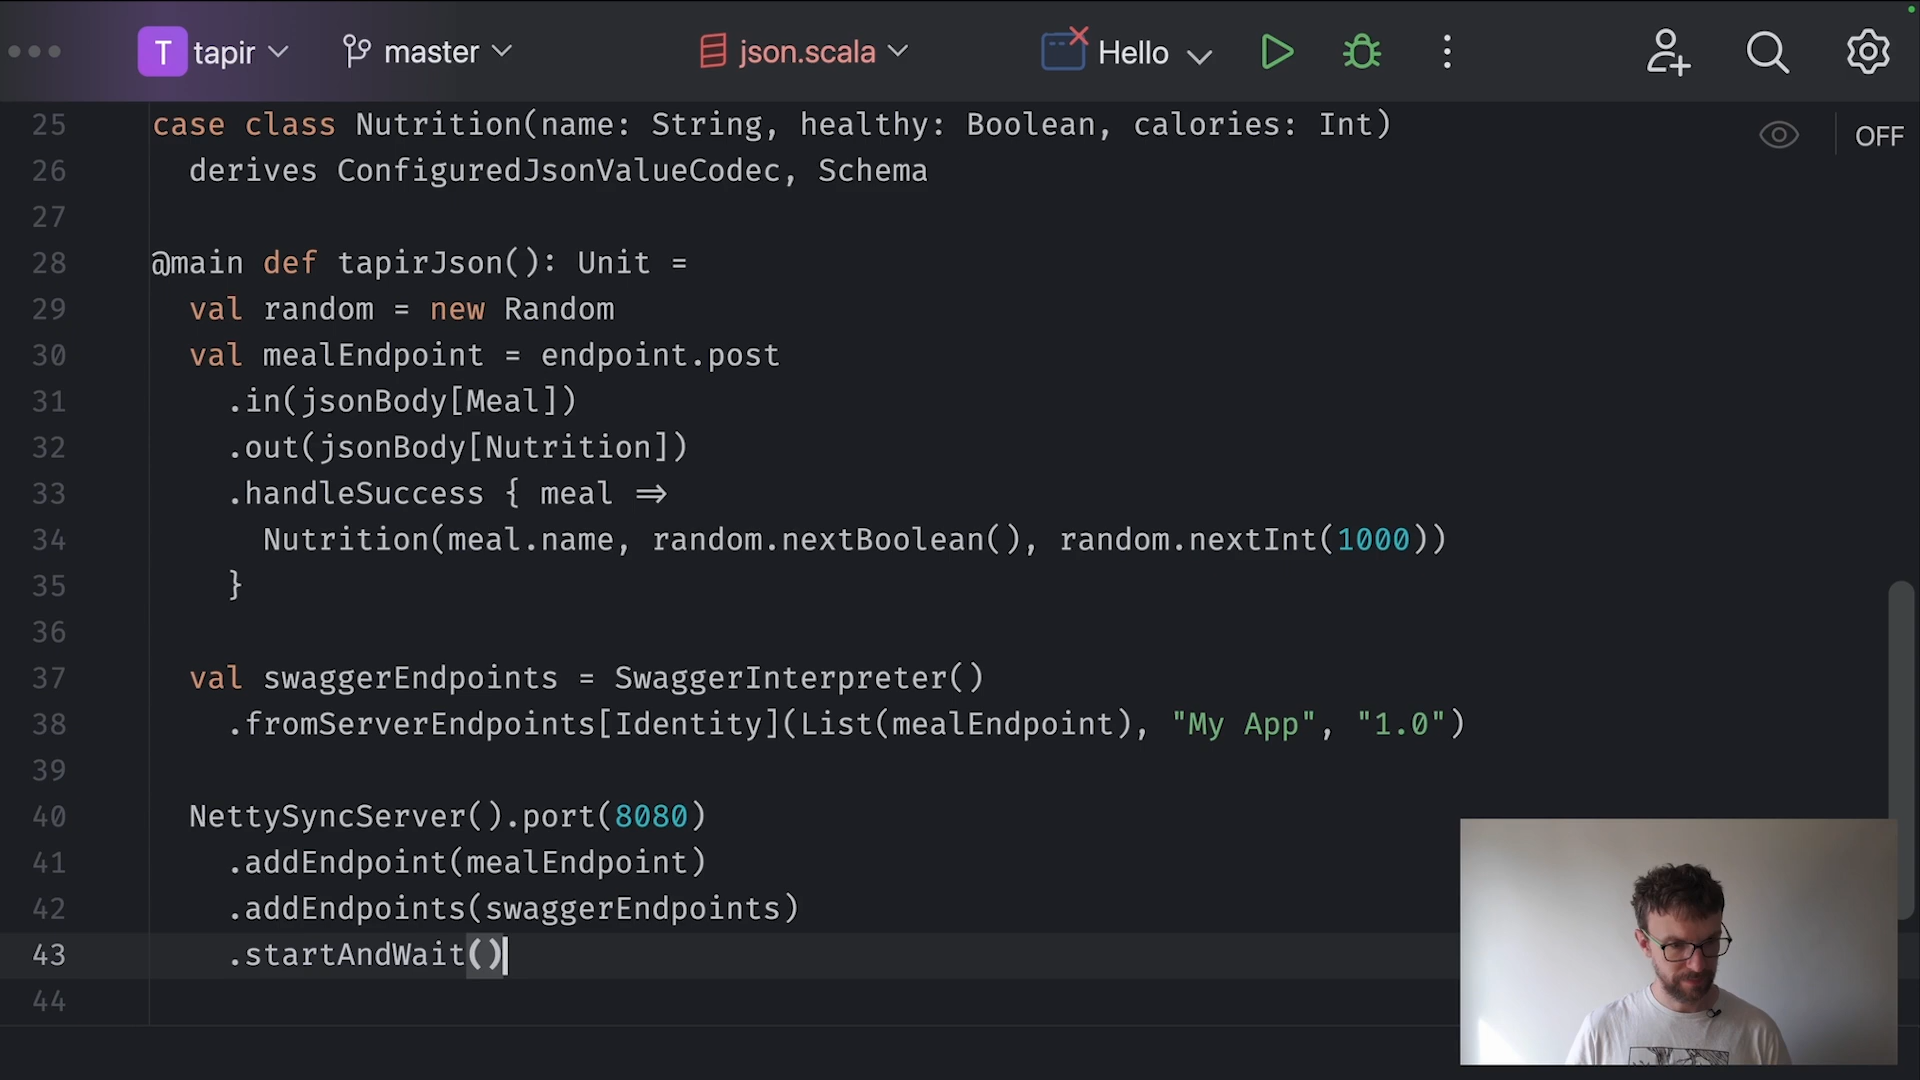 T tapir master json.scala Hello
25 case class Nutrition(name: String, healthy: Boolean, calories: Int)
OFF
26 derives ConfiguredJsonValueCodec, Schema
27
28 @main def tapirJson(): Unit =
29 val random = new Random
30 val mealEndpoint = endpoint.post
31 .in(jsonBody[Meal])
32 .out(jsonBody[Nutrition])
33 .handleSuccess { meal =>
34 Nutrition(meal.name, random.nextBoolean(), random.nextInt(1000))
35 }
36
37 val swaggerEndpoints = SwaggerInterpreter()
38 .fromServerEndpoints[Identity](List(mealEndpoint), "My App", "1.0")
39
40 NettySyncServer().port(8080)
41 .addEndpoint(mealEndpoint)
42 .addEndpoints(swaggerEndpoints)
43 .startAndWait()
44